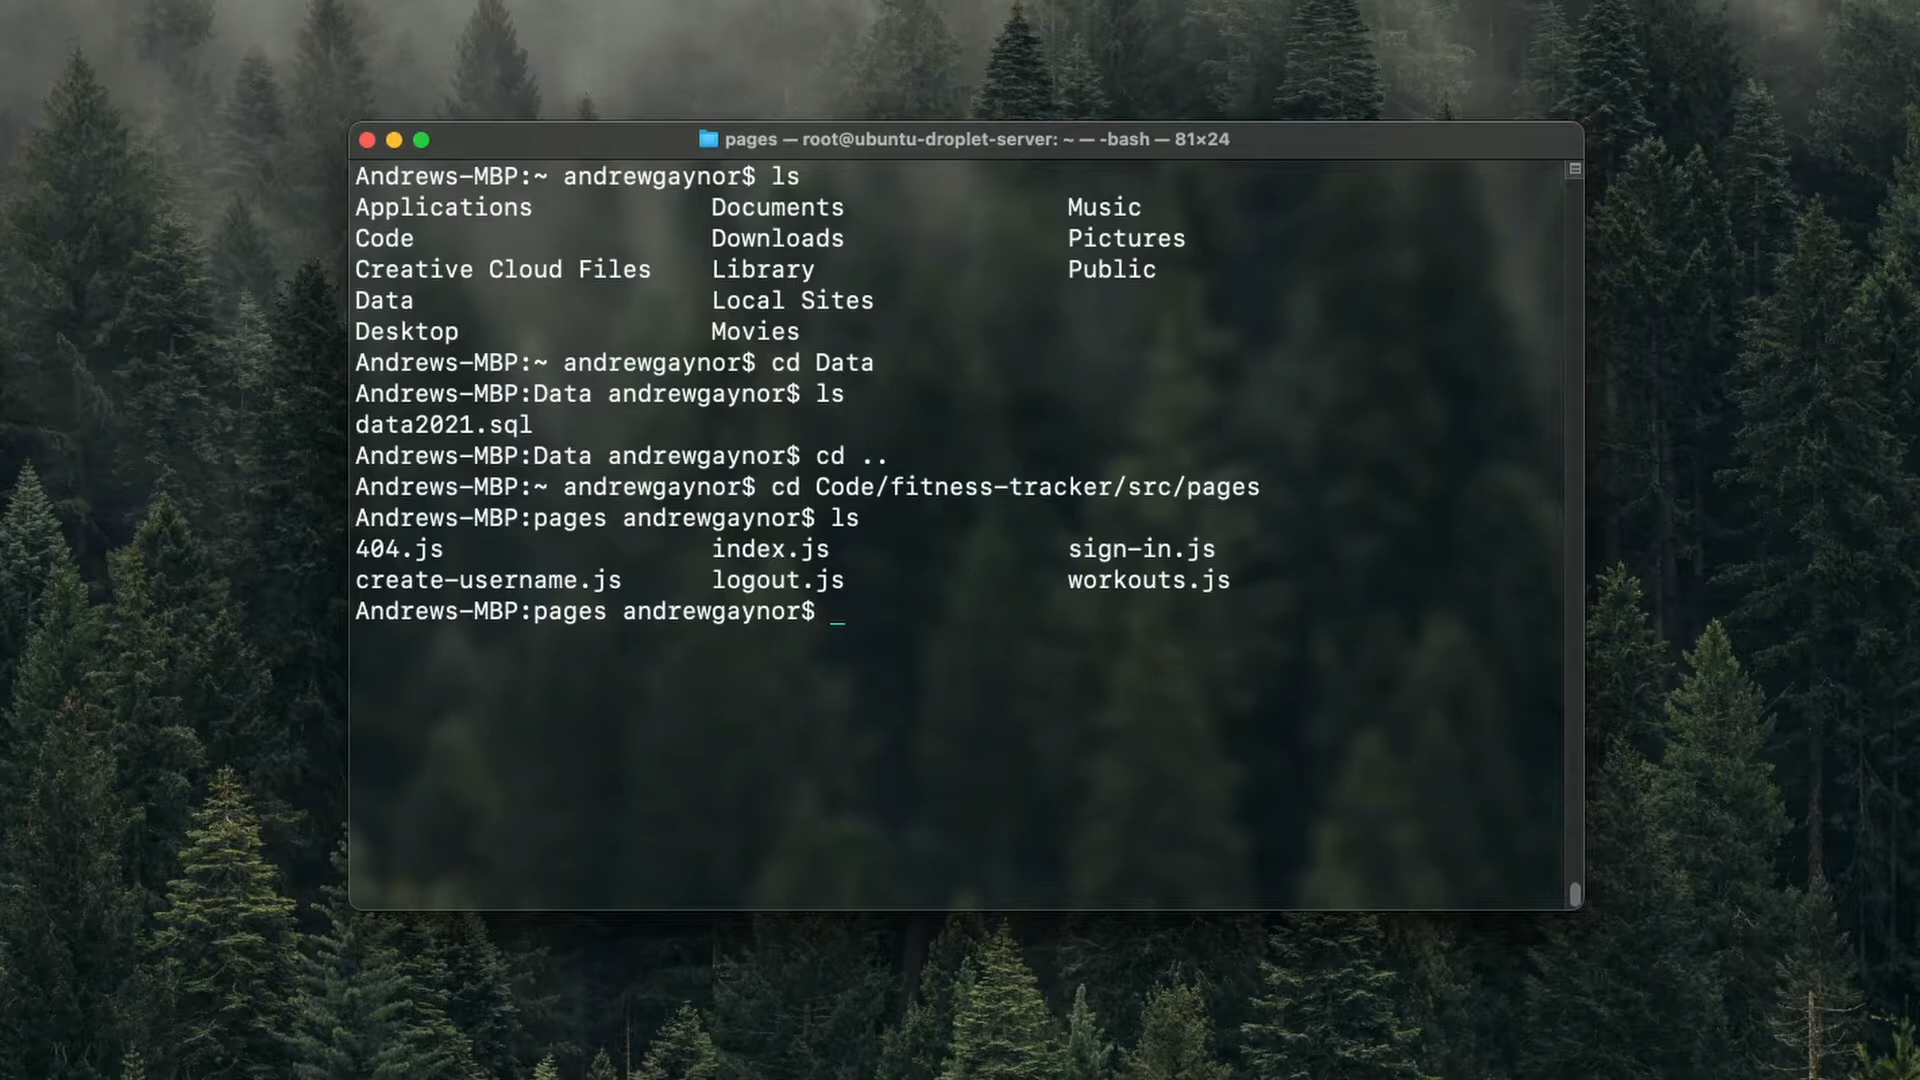 pages — root@ubuntu-droplet-server: ~ — -bash — 81×24
Andrews-MBP:~ andrewgaynor$ ls
Applications Documents Music
Code Downloads Pictures
Creative Cloud Files Library Public
Data Local Sites
Desktop Movies
Andrews-MBP:~ andrewgaynor$ cd Data
Andrews-MBP:Data andrewgaynor$ ls
data2021.sql
Andrews-MBP:Data andrewgaynor$ cd ..
Andrews-MBP:~ andrewgaynor$ cd Code/fitness-tracker/src/pages
Andrews-MBP:pages andrewgaynor$ ls
404.js index.js sign-in.js
create-username.js logout.js workouts.js
Andrews-MBP:pages andrewgaynor$ _